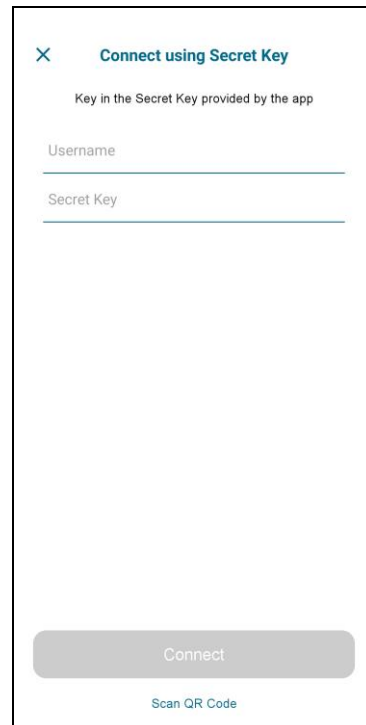 Connect using Secret Key
Key in the Secret Key provided by the app
Username
Secret Key
Connect
Scan QR Code